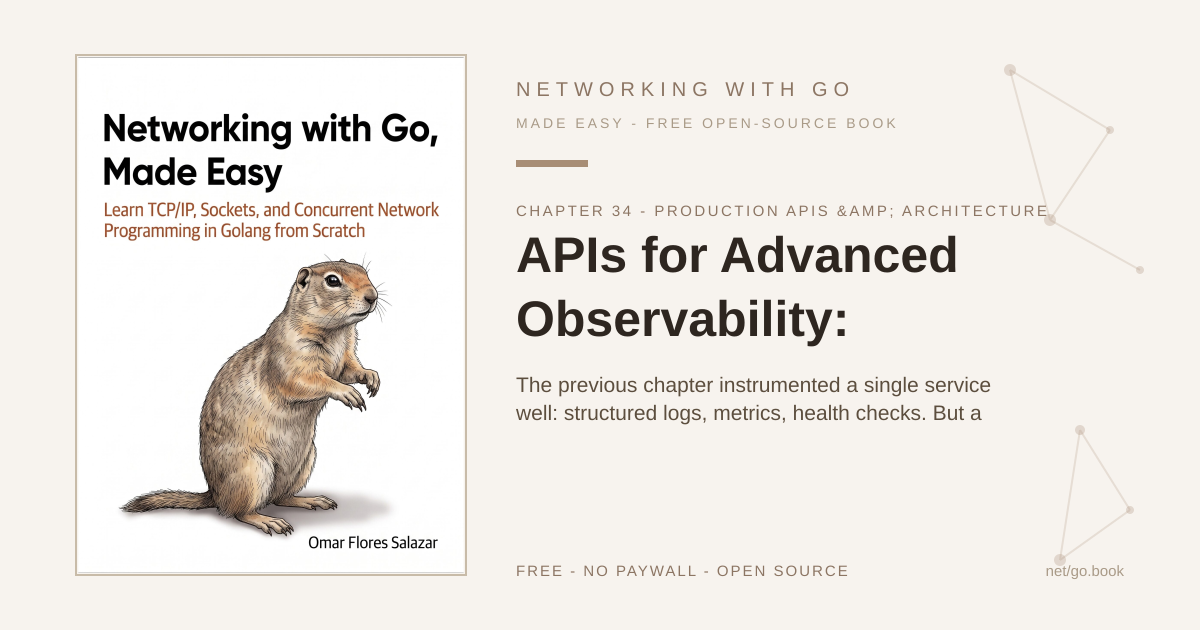 Networking with Go,
Made Easy
Learn TCP/IP, Sockets, and Concurrent Network
Programming in Golang from Scratch
Omar Flores Salazar
NETWORKING WITH GO
MADE EASY - FREE OPEN-SOURCE BOOK
CHAPTER 34 - PRODUCTION APIS &AMP; ARCHITECTURE
APIs for Advanced
Observability:
The previous chapter instrumented a single service
well: structured logs, metrics, health checks. But a
FREE - NO PAYWALL - OPEN SOURCE
net/go.book